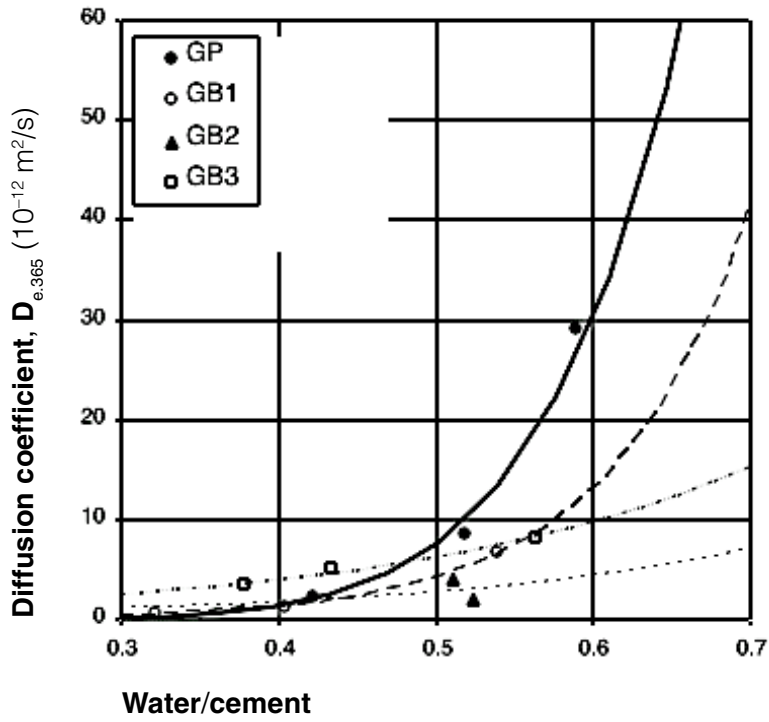 60
50
40
30
20
10
0
GP
GB1
GB2
GB3
Diffusion coefficient, D e.365 (10⁻¹² m²/s)
0.3 0.4 0.5 0.6 0.7
Water/cement